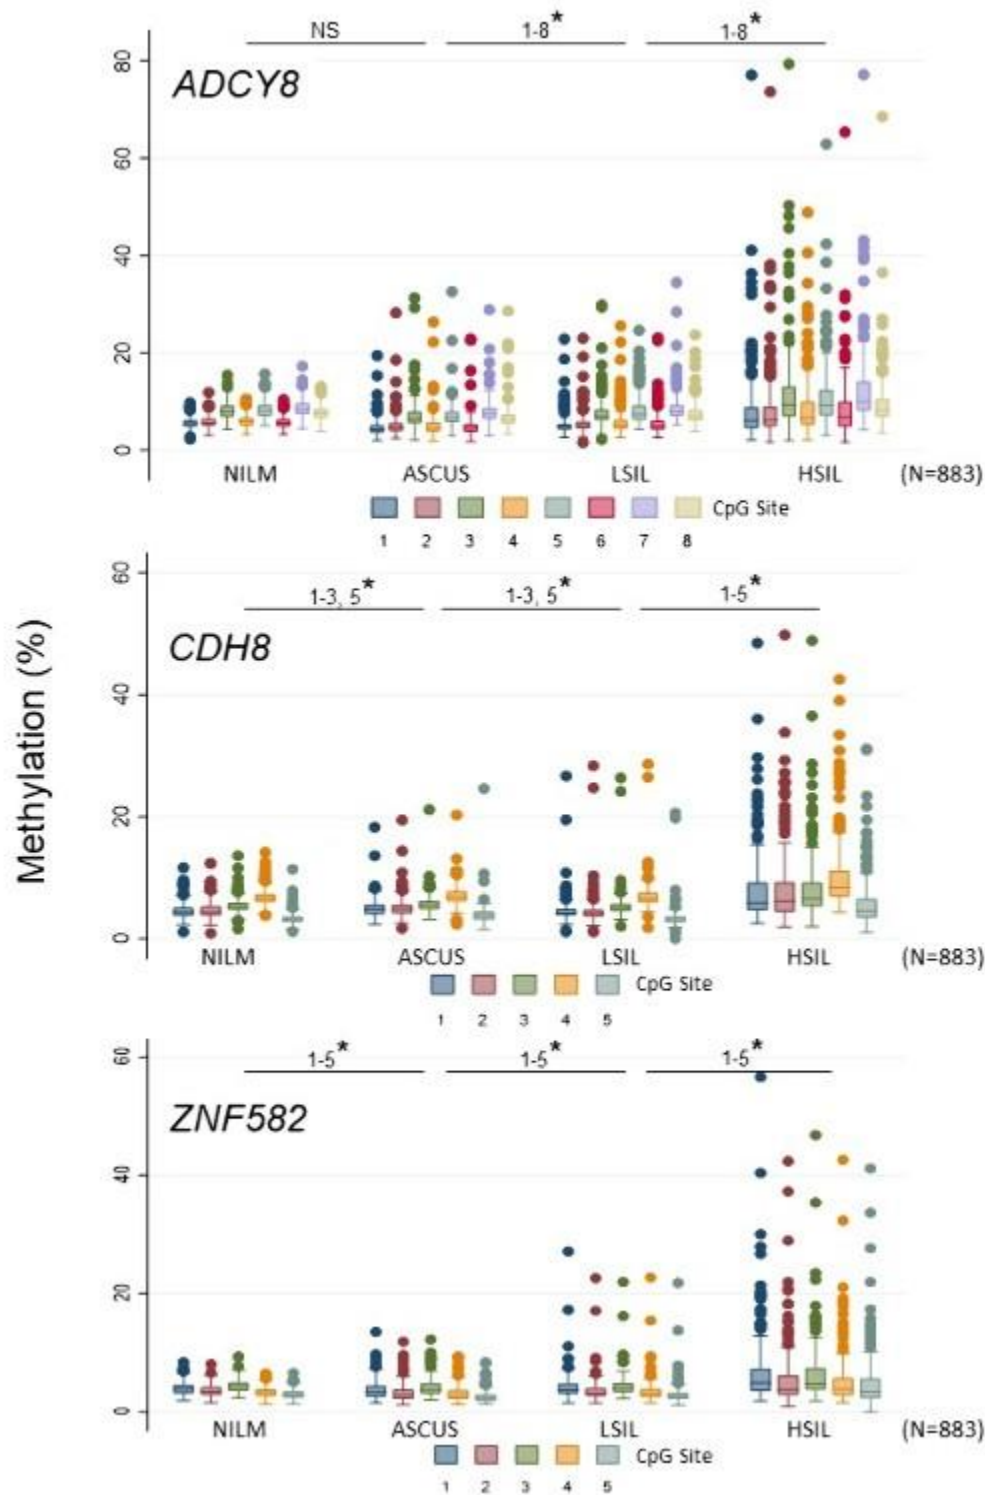 NS 1-8* 1-8*
80
ADCY8
60
40
20
0
NILM ASCUS LSIL HSIL (N=883)
CpG Site
1 2 3 4 5 6 7 8
60
1-3, 5* 1-3, 5* 1-5*
CDH8
Methylation (%)
40
20
0
NILM ASCUS LSIL HSIL (N=883)
CpG Site
1 2 3 4 5
60
1-5* 1-5* 1-5*
ZNF582
40
20
0
NILM ASCUS LSIL HSIL (N=883)
CpG Site
1 2 3 4 5